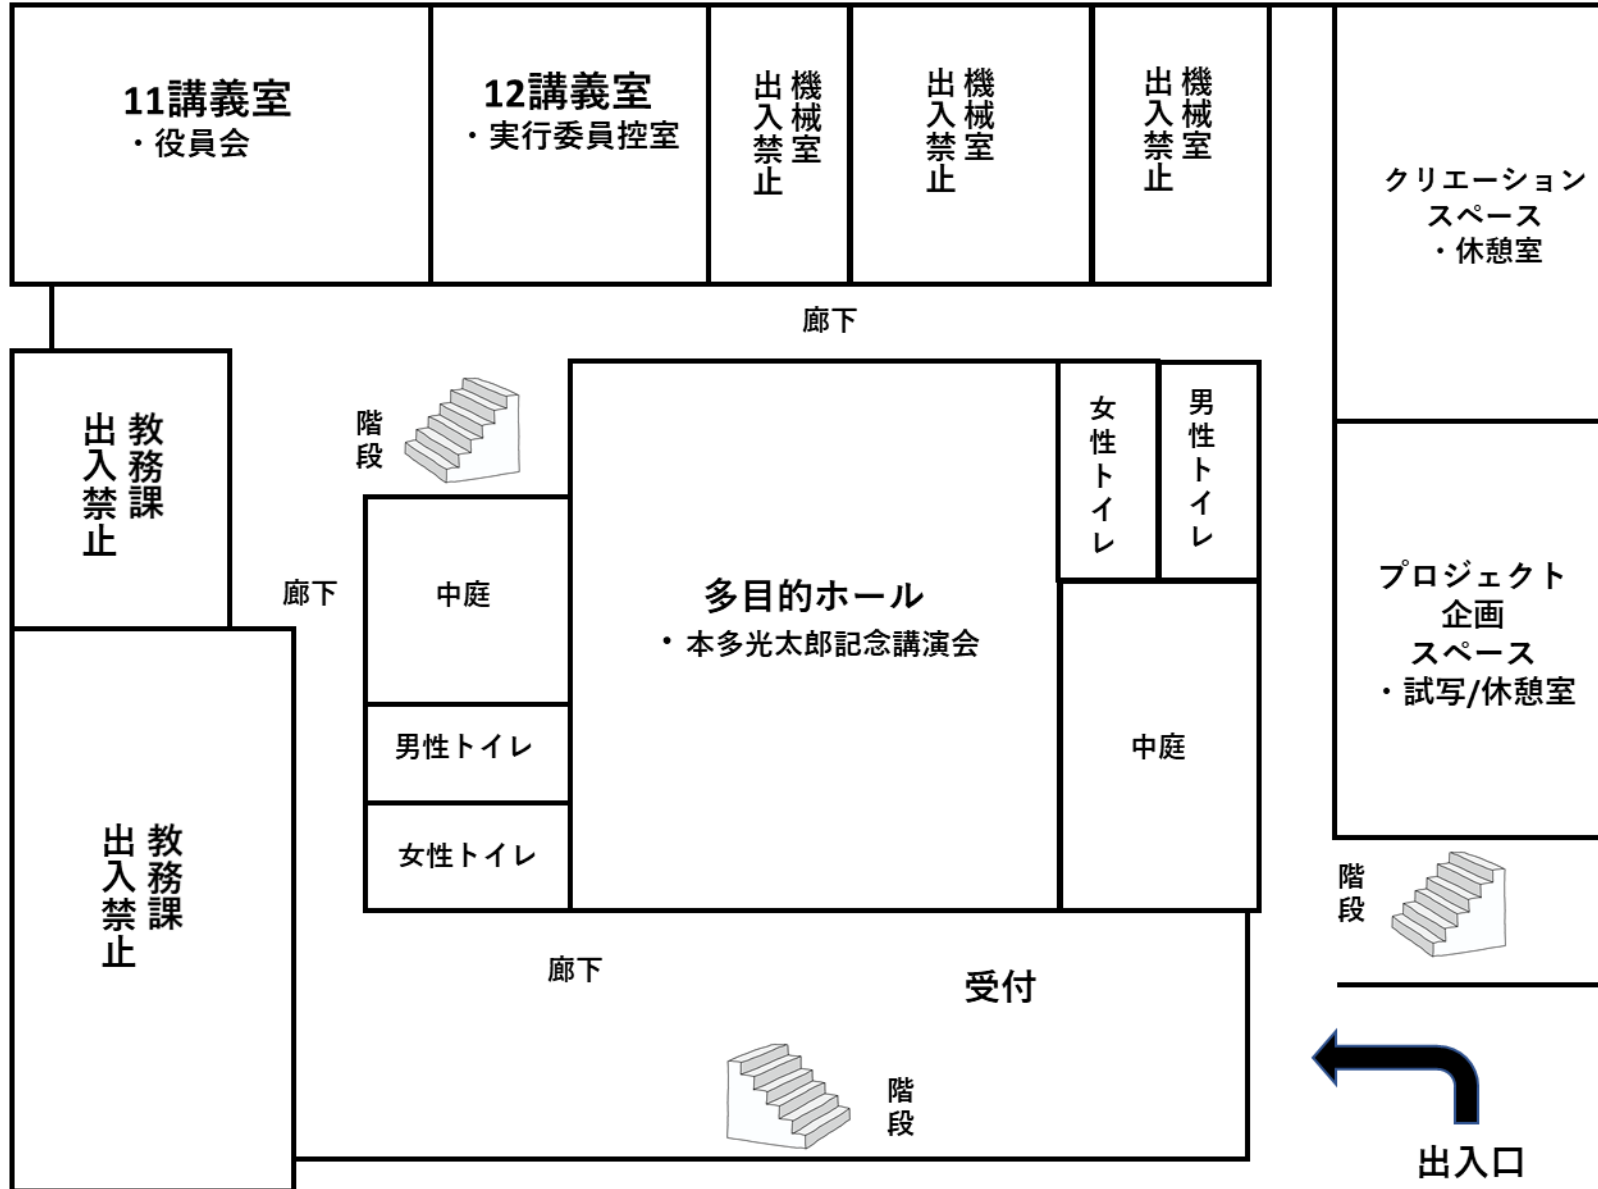 11講義室
・役員会
12講義室
・実行委員控室
機械室
出入禁止
機械室
出入禁止
機械室
出入禁止
クリエーション
スペース
・休憩室
廊下
階段
教務課
出入禁止
女性トイレ
男性トイレ
廊下
中庭
多目的ホール
・本多光太郎記念講演会
プロジェクト
企画
スペース
・試写/休憩室
男性トイレ
中庭
女性トイレ
教務課
出入禁止
階段
廊下
受付
階段
出入口